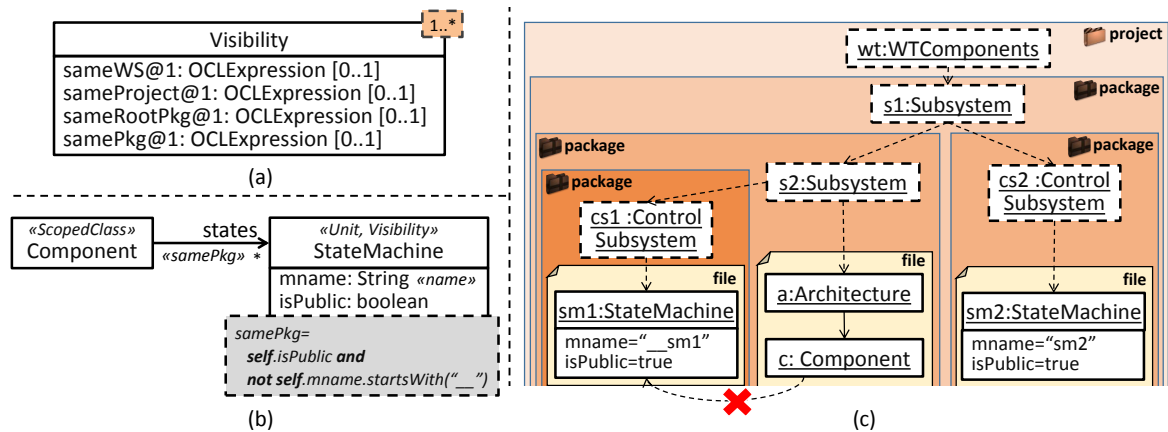 1..*
Visibility
sameWS@1: OCLExpression [0..1]
sameProject@1: OCLExpression [0..1]
sameRootPkg@1: OCLExpression [0..1]
samePkg@1: OCLExpression [0..1]
(a)
«ScopedClass»
Component
states
«samePkg» *
«Unit, Visibility»
StateMachine
mname: String «name»
isPublic: boolean
samePkg=
self.isPublic and
not self.mname.startsWith("__")
(b)
project
wt:WTComponents
package
s1:Subsystem
package
package
package
s2:Subsystem
cs1 :Control
Subsystem
cs2 :Control
Subsystem
file
sm1:StateMachine
mname="__sm1"
isPublic=true
file
a:Architecture
c: Component
file
sm2:StateMachine
mname="sm2"
isPublic=true
(c)